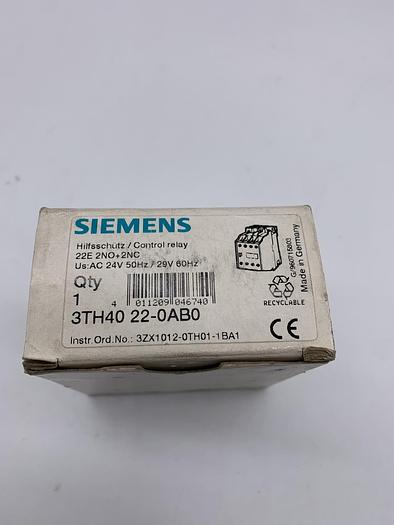 SIEMENS
Hilfsschütz / Control relay
22E 2NO+2NC
Us:AC 24V 50Hz / 29V 60Hz
Qty
1
4 011209 046740
3TH40 22-0AB0
Instr.Ord.No.: 3ZX1012-0TH01-1BA1
RECYCLABLE
Made in Germany
CE